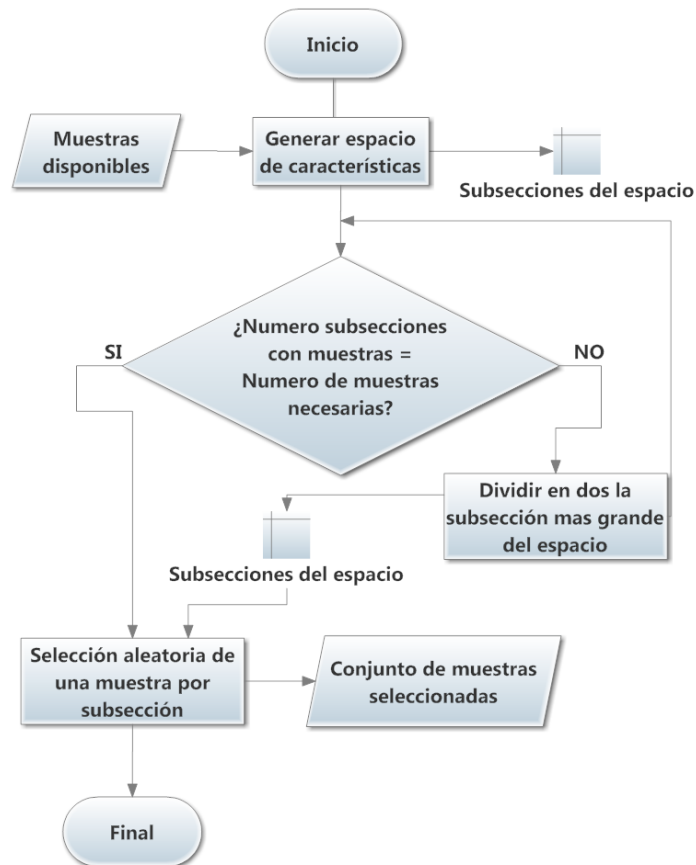 Inicio
Muestras
disponibles
Generar espacio
de características
Subsecciones del espacio
¿Numero subsecciones
con muestras =
Numero de muestras
necesarias?
SI
NO
Dividir en dos la
subsección mas grande
del espacio
Subsecciones del espacio
Selección aleatoria de
una muestra por
subsección
Conjunto de muestras
seleccionadas
Final